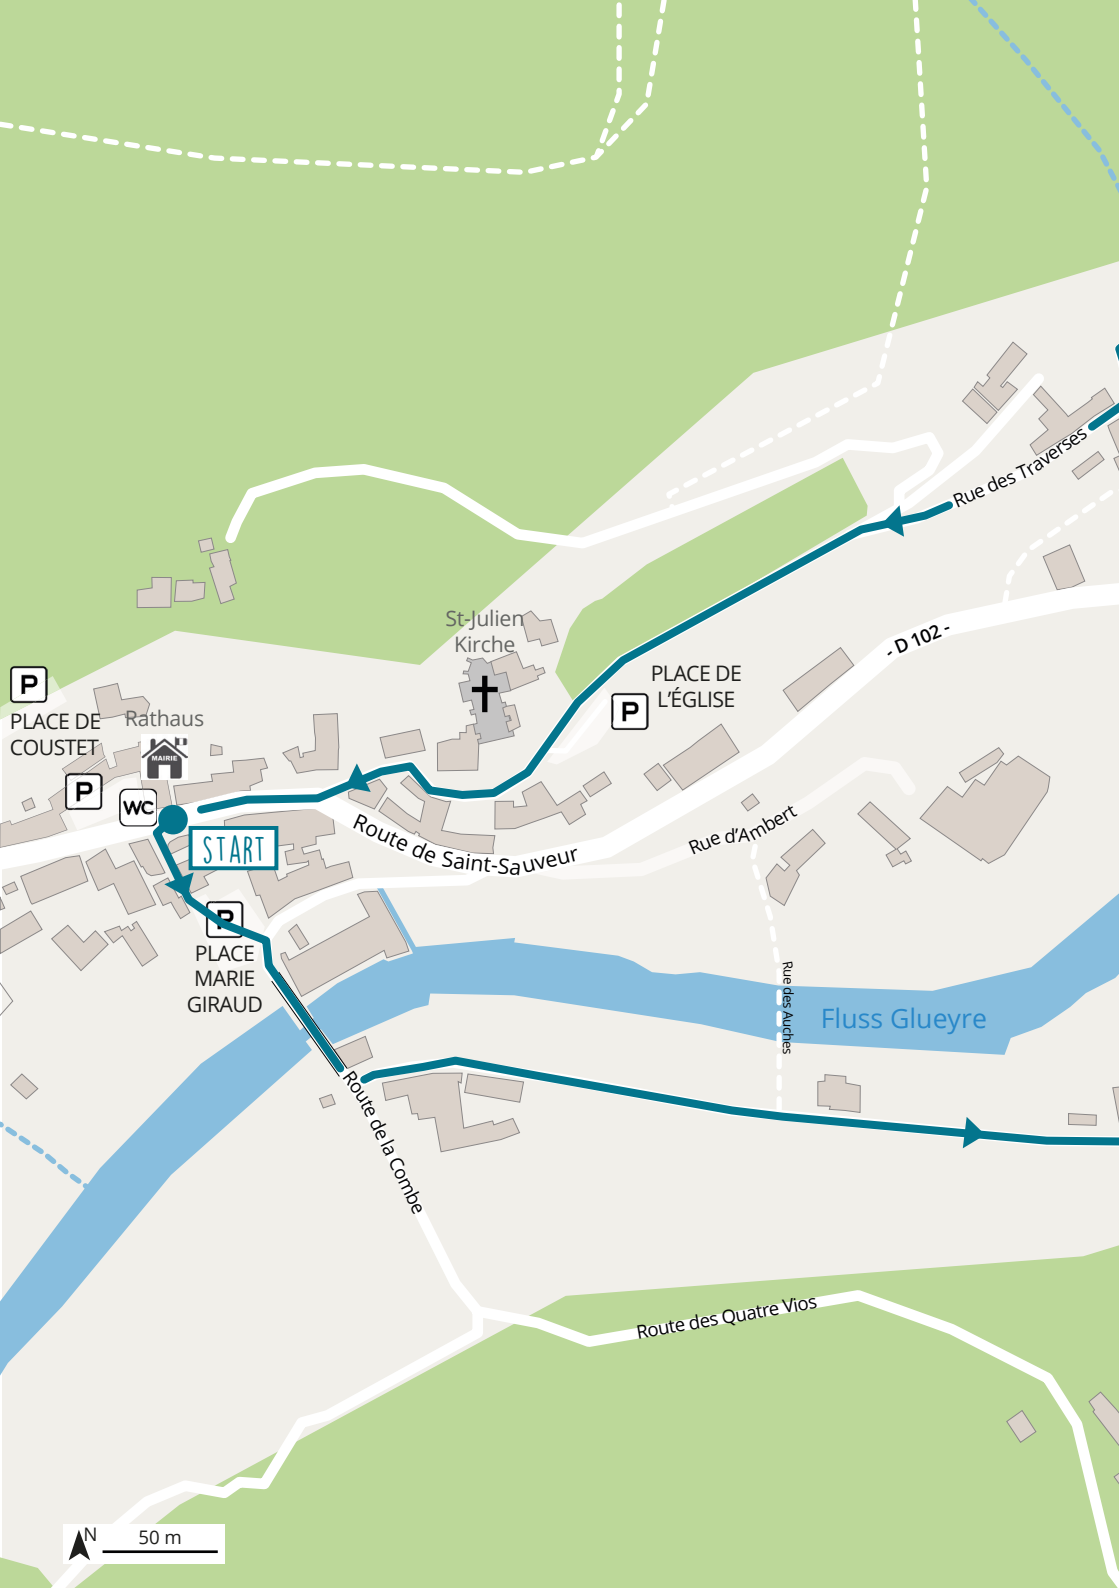 Rue des Traverses
St-Julien
Kirche
- D 102 -
P
PLACE DE
COUSTET
PLACE DE
L'ÉGLISE
P
Rathaus
MAIRIE
P
WC
START
Route de Saint-Sauveur
Rue d'Ambert
P
PLACE
MARIE
GIRAUD
Rue des Auches
Fluss Glueyre
Route de la Combe
Route des Quatre Vios
N
50 m